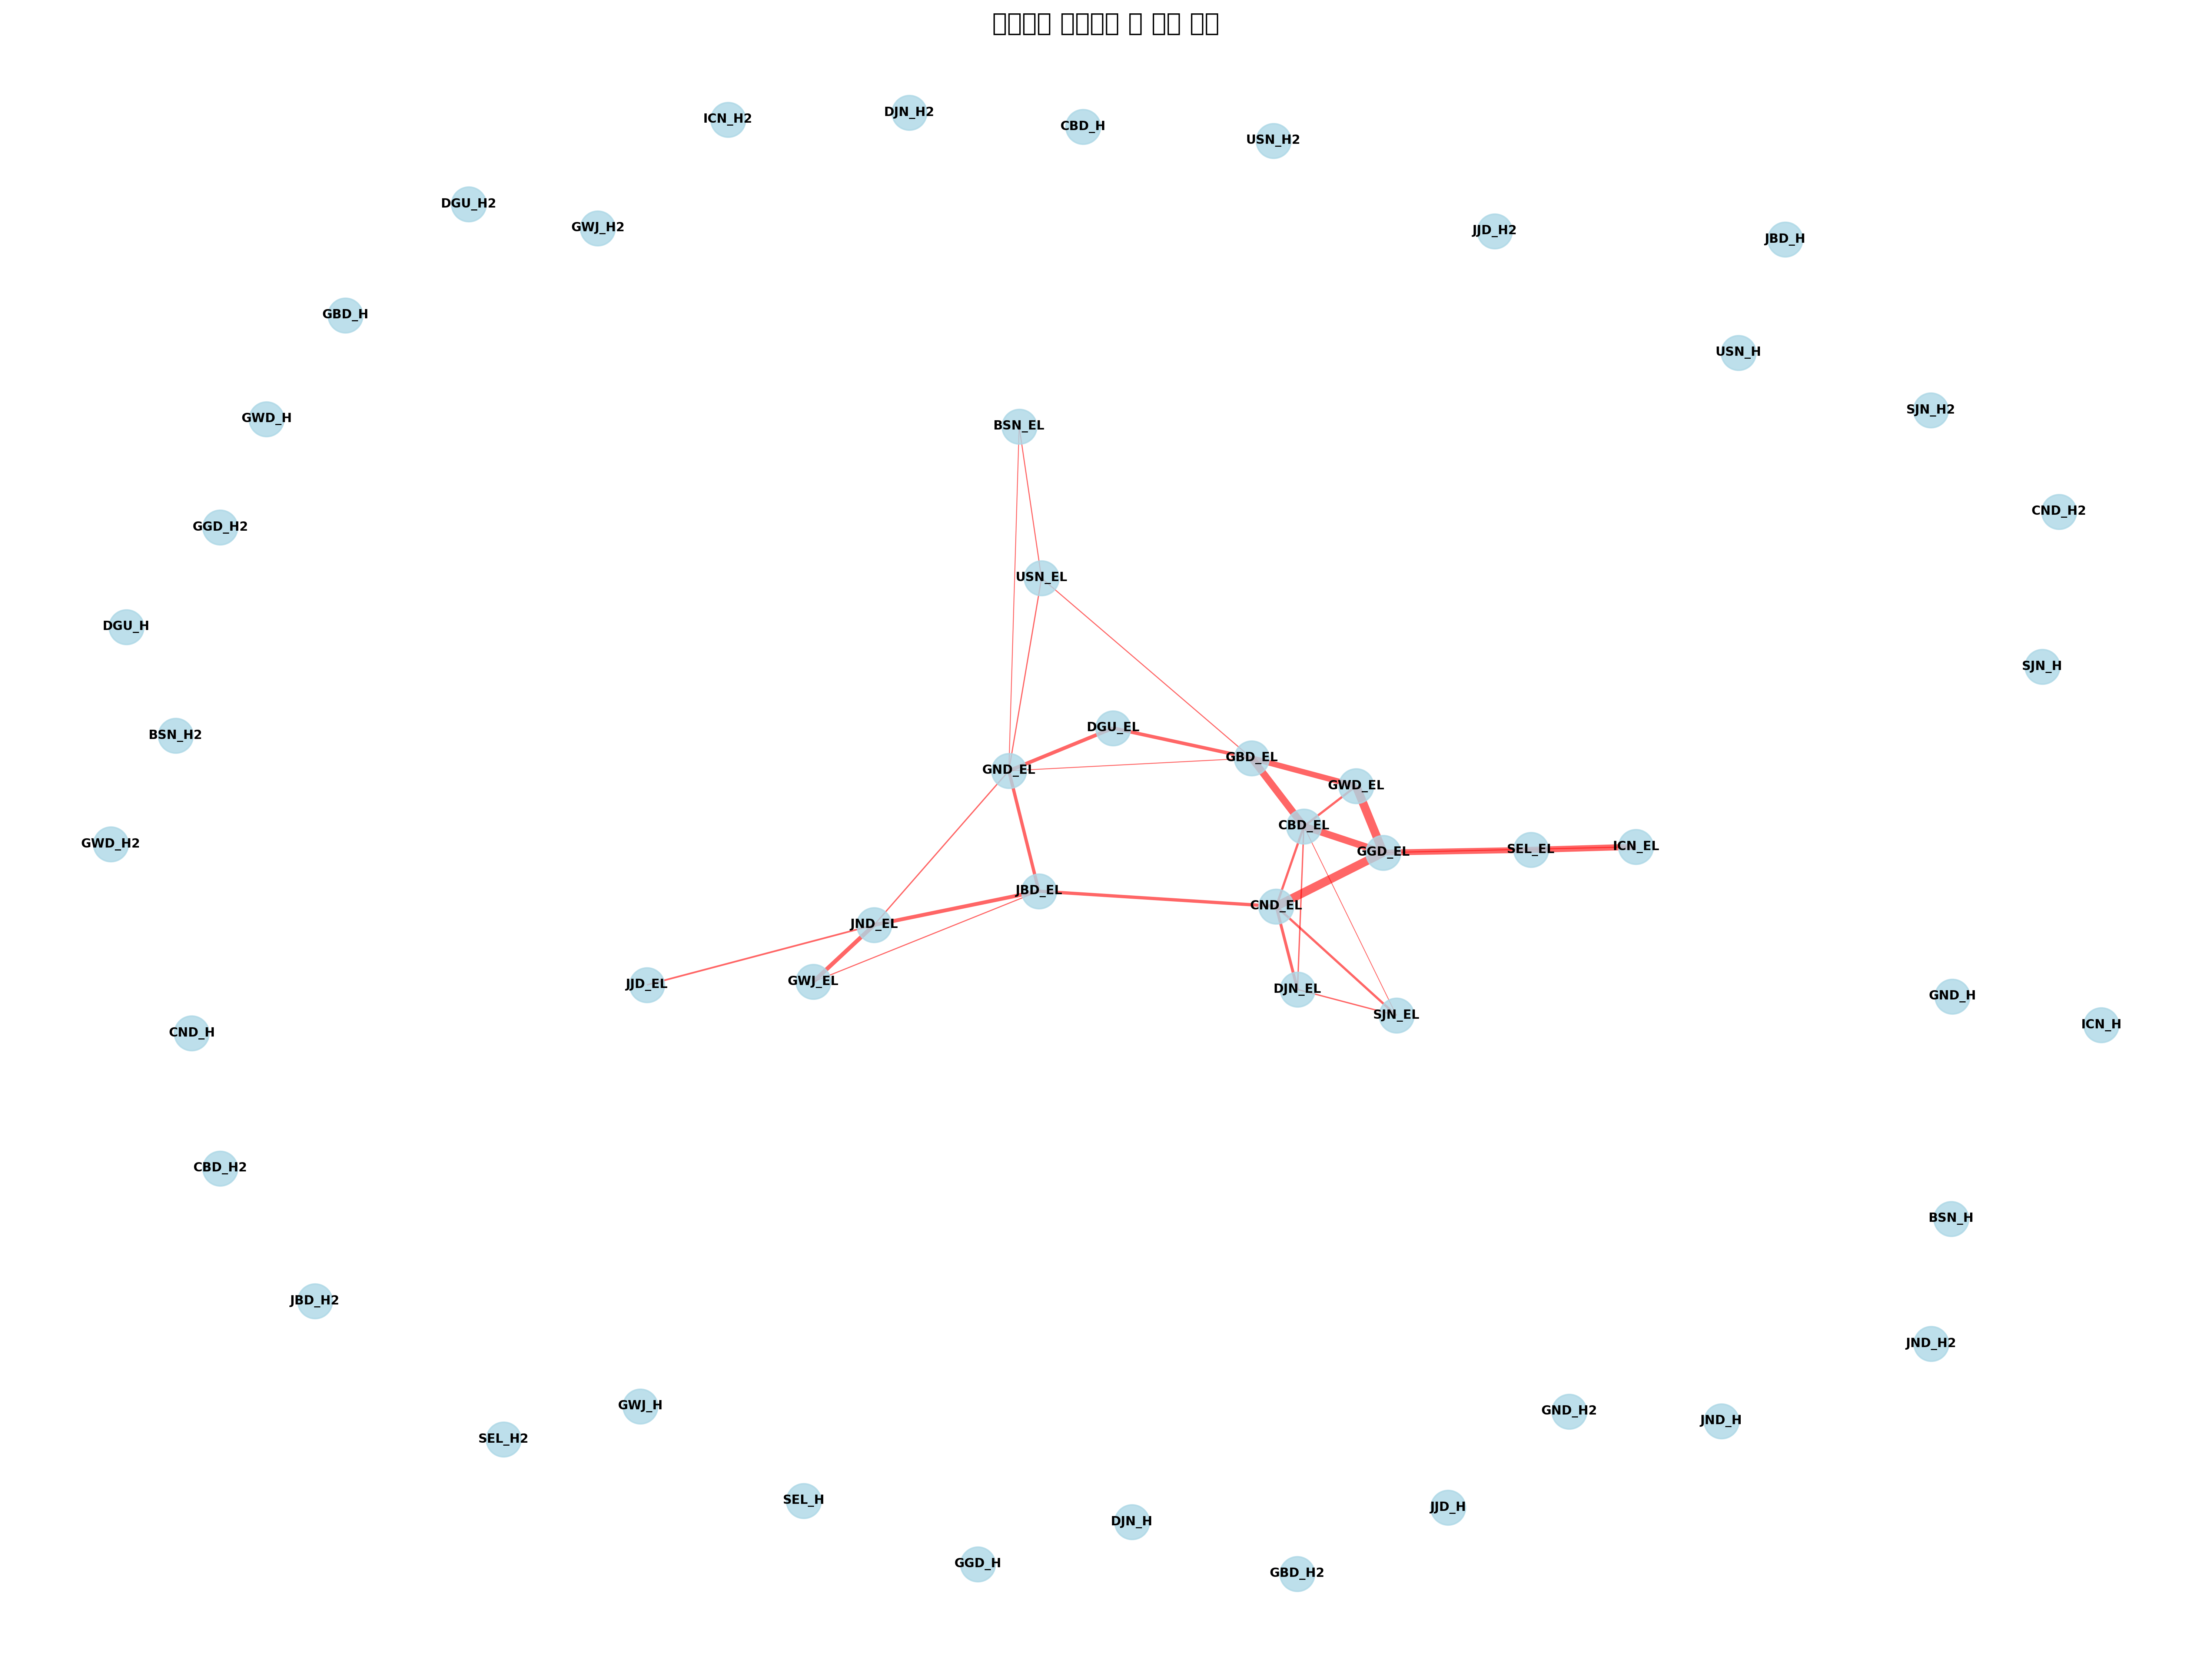 ICN_H2
DJN_H2
CBD_H
USN_H2
DGU_H2
GWJ_H2
JJD_H2
JBD_H
GBD_H
USN_H
GWD_H
SJN_H2
BSN_EL
GGD_H2
CND_H2
USN_EL
DGU_H
SJN_H
BSN_H2
DGU_EL
GBD_EL
GND_EL
GWD_EL
CBD_EL
GWD_H2
GGD_EL
SEL_EL
ICN_EL
JBD_EL
CND_EL
JND_EL
JJD_EL
GWJ_EL
DJN_EL
SJN_EL
GND_H
ICN_H
CND_H
CBD_H2
BSN_H
JBD_H2
JND_H2
GWJ_H
SEL_H2
GND_H2
JND_H
SEL_H
DJN_H
JJD_H
GGD_H
GBD_H2